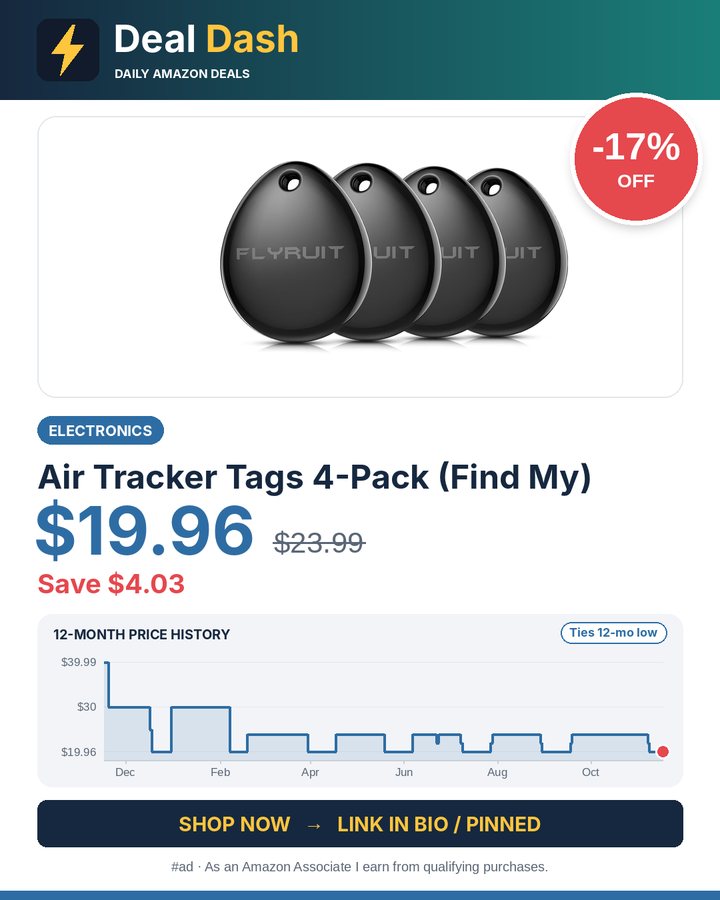 Deal Dash
DAILY AMAZON DEALS
-17%
OFF
FLYRUIT UIT UIT JIT
ELECTRONICS
Air Tracker Tags 4-Pack (Find My)
$19.96 $23.99
Save $4.03
12-MONTH PRICE HISTORY
Ties 12-mo low
$39.99
$30
$19.96
Dec Feb Apr Jun Aug Oct
SHOP NOW → LINK IN BIO / PINNED
#ad · As an Amazon Associate I earn from qualifying purchases.